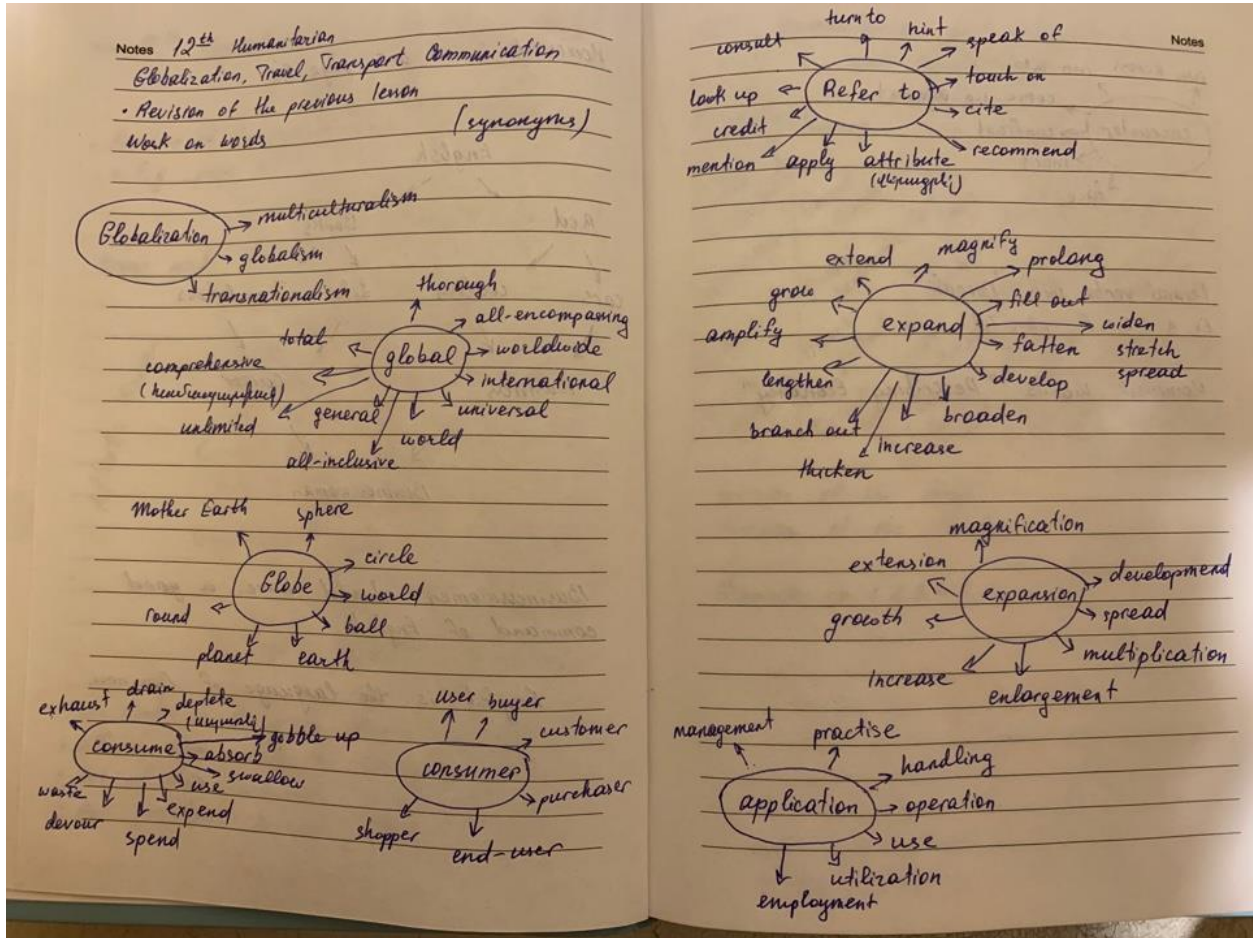 Notes 12th Humanitarian
Globalization, Travel, Transport Communication
• Revision of the previous lesson
Work on words (synonyms)
Globalization
multiculturalism
globalism
transnationalism
global
thorough
all-encompassing
worldwide
international
universal
world
all-inclusive
general
unlimited
comprehensive
total
Globe
Mother Earth
sphere
circle
world
ball
earth
planet
round
consume
exhaust
drain
deplete
gobble up
absorb
swallow
use
expend
spend
devour
waste
consumer
user
buyer
customer
purchaser
end-user
shopper
Notes
Refer to
consult
turn to
hint
speak of
touch on
cite
recommend
attribute
(վերագրել)
apply
mention
credit
look up
expand
extend
magnify
prolong
fill out
widen
stretch
spread
fatten
develop
broaden
increase
thicken
branch out
lengthen
amplify
grow
expansion
extension
magnification
developmend
spread
multiplication
enlargement
increase
growth
application
management
practise
handling
operation
use
utilization
employment